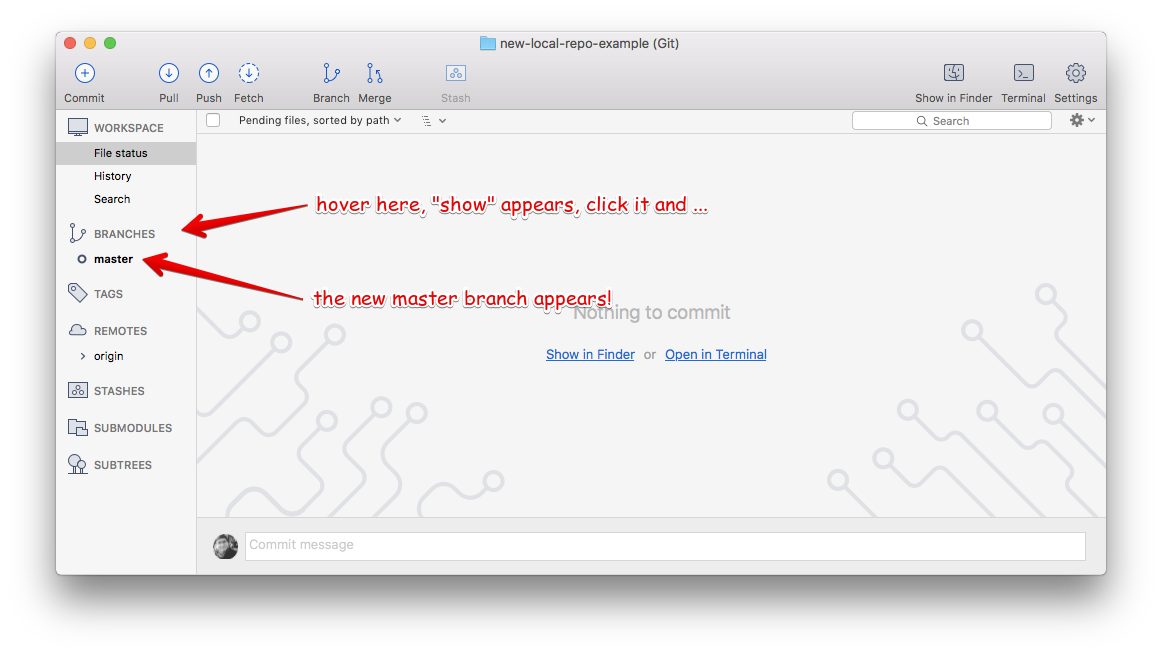 new-local-repo-example (Git)
Commit Pull Push Fetch Branch Merge Stash Show in Finder Terminal Settings
WORKSPACE
Pending files, sorted by path
Search
File status
History
Search
hover here, "show" appears, click it and ...
BRANCHES
master
TAGS
the new master branch appears!
Nothing to commit
REMOTES
origin
Show in Finder or Open in Terminal
STASHES
SUBMODULES
SUBTREES
Commit message